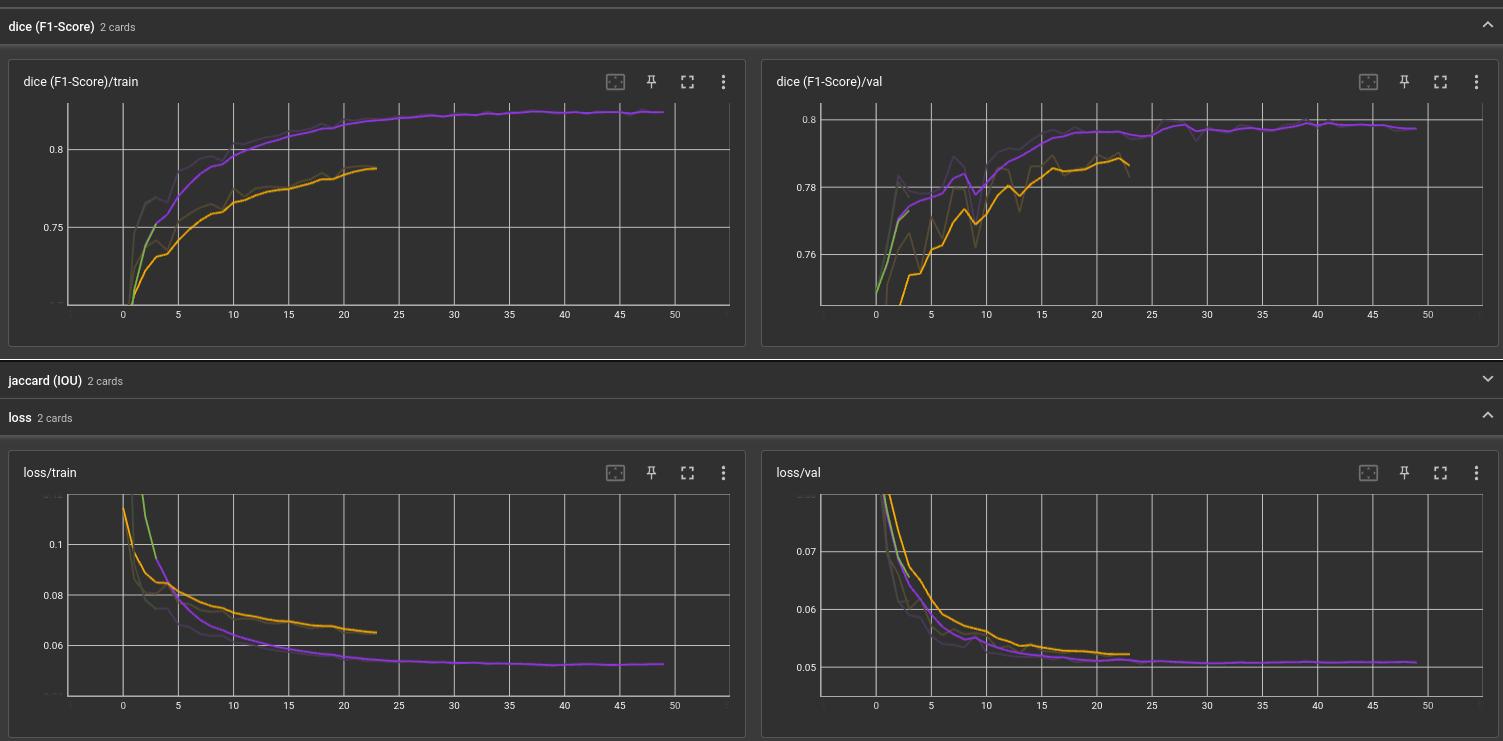 dice (F1-Score) 2 cards
dice (F1-Score)/train
0.8
0.75
0 5 10 15 20 25 30 35 40 45 50
dice (F1-Score)/val
0.8
0.78
0.76
0 5 10 15 20 25 30 35 40 45 50
jaccard (IOU) 2 cards
loss 2 cards
loss/train
0.1
0.08
0.06
0 5 10 15 20 25 30 35 40 45 50
loss/val
0.07
0.06
0.05
0 5 10 15 20 25 30 35 40 45 50